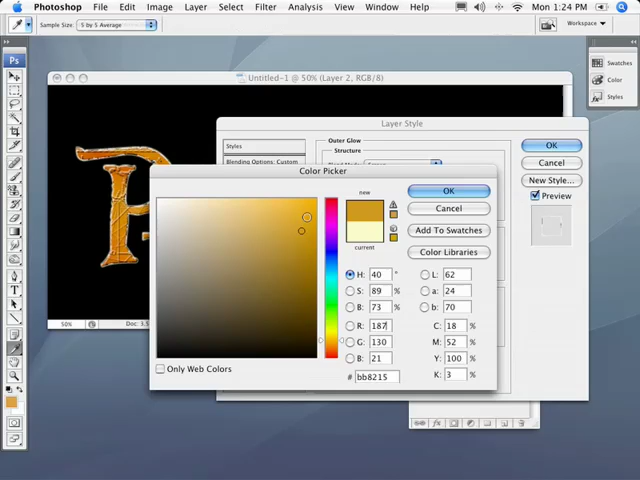 Photoshop File Edit Image Layer Select Filter Analysis View Window Help Mon 1:24 PM
Sample Size: 5 by 5 Average Workspace
Ps
Untitled-1 @ 50% (Layer 2, RGB/8)
Swatches
Color
Styles
Layer Style
Styles
Blending Options: Custom
Outer Glow
Structure
OK
Cancel
New Style...
Preview
Color Picker
new
current
OK
Cancel
Add To Swatches
Color Libraries
H: 40 °
S: 89 %
B: 73 %
R: 187
G: 130
B: 21
# bb8215
L: 62
a: 24
b: 70
C: 18 %
M: 52 %
Y: 100 %
K: 3 %
Only Web Colors
50%